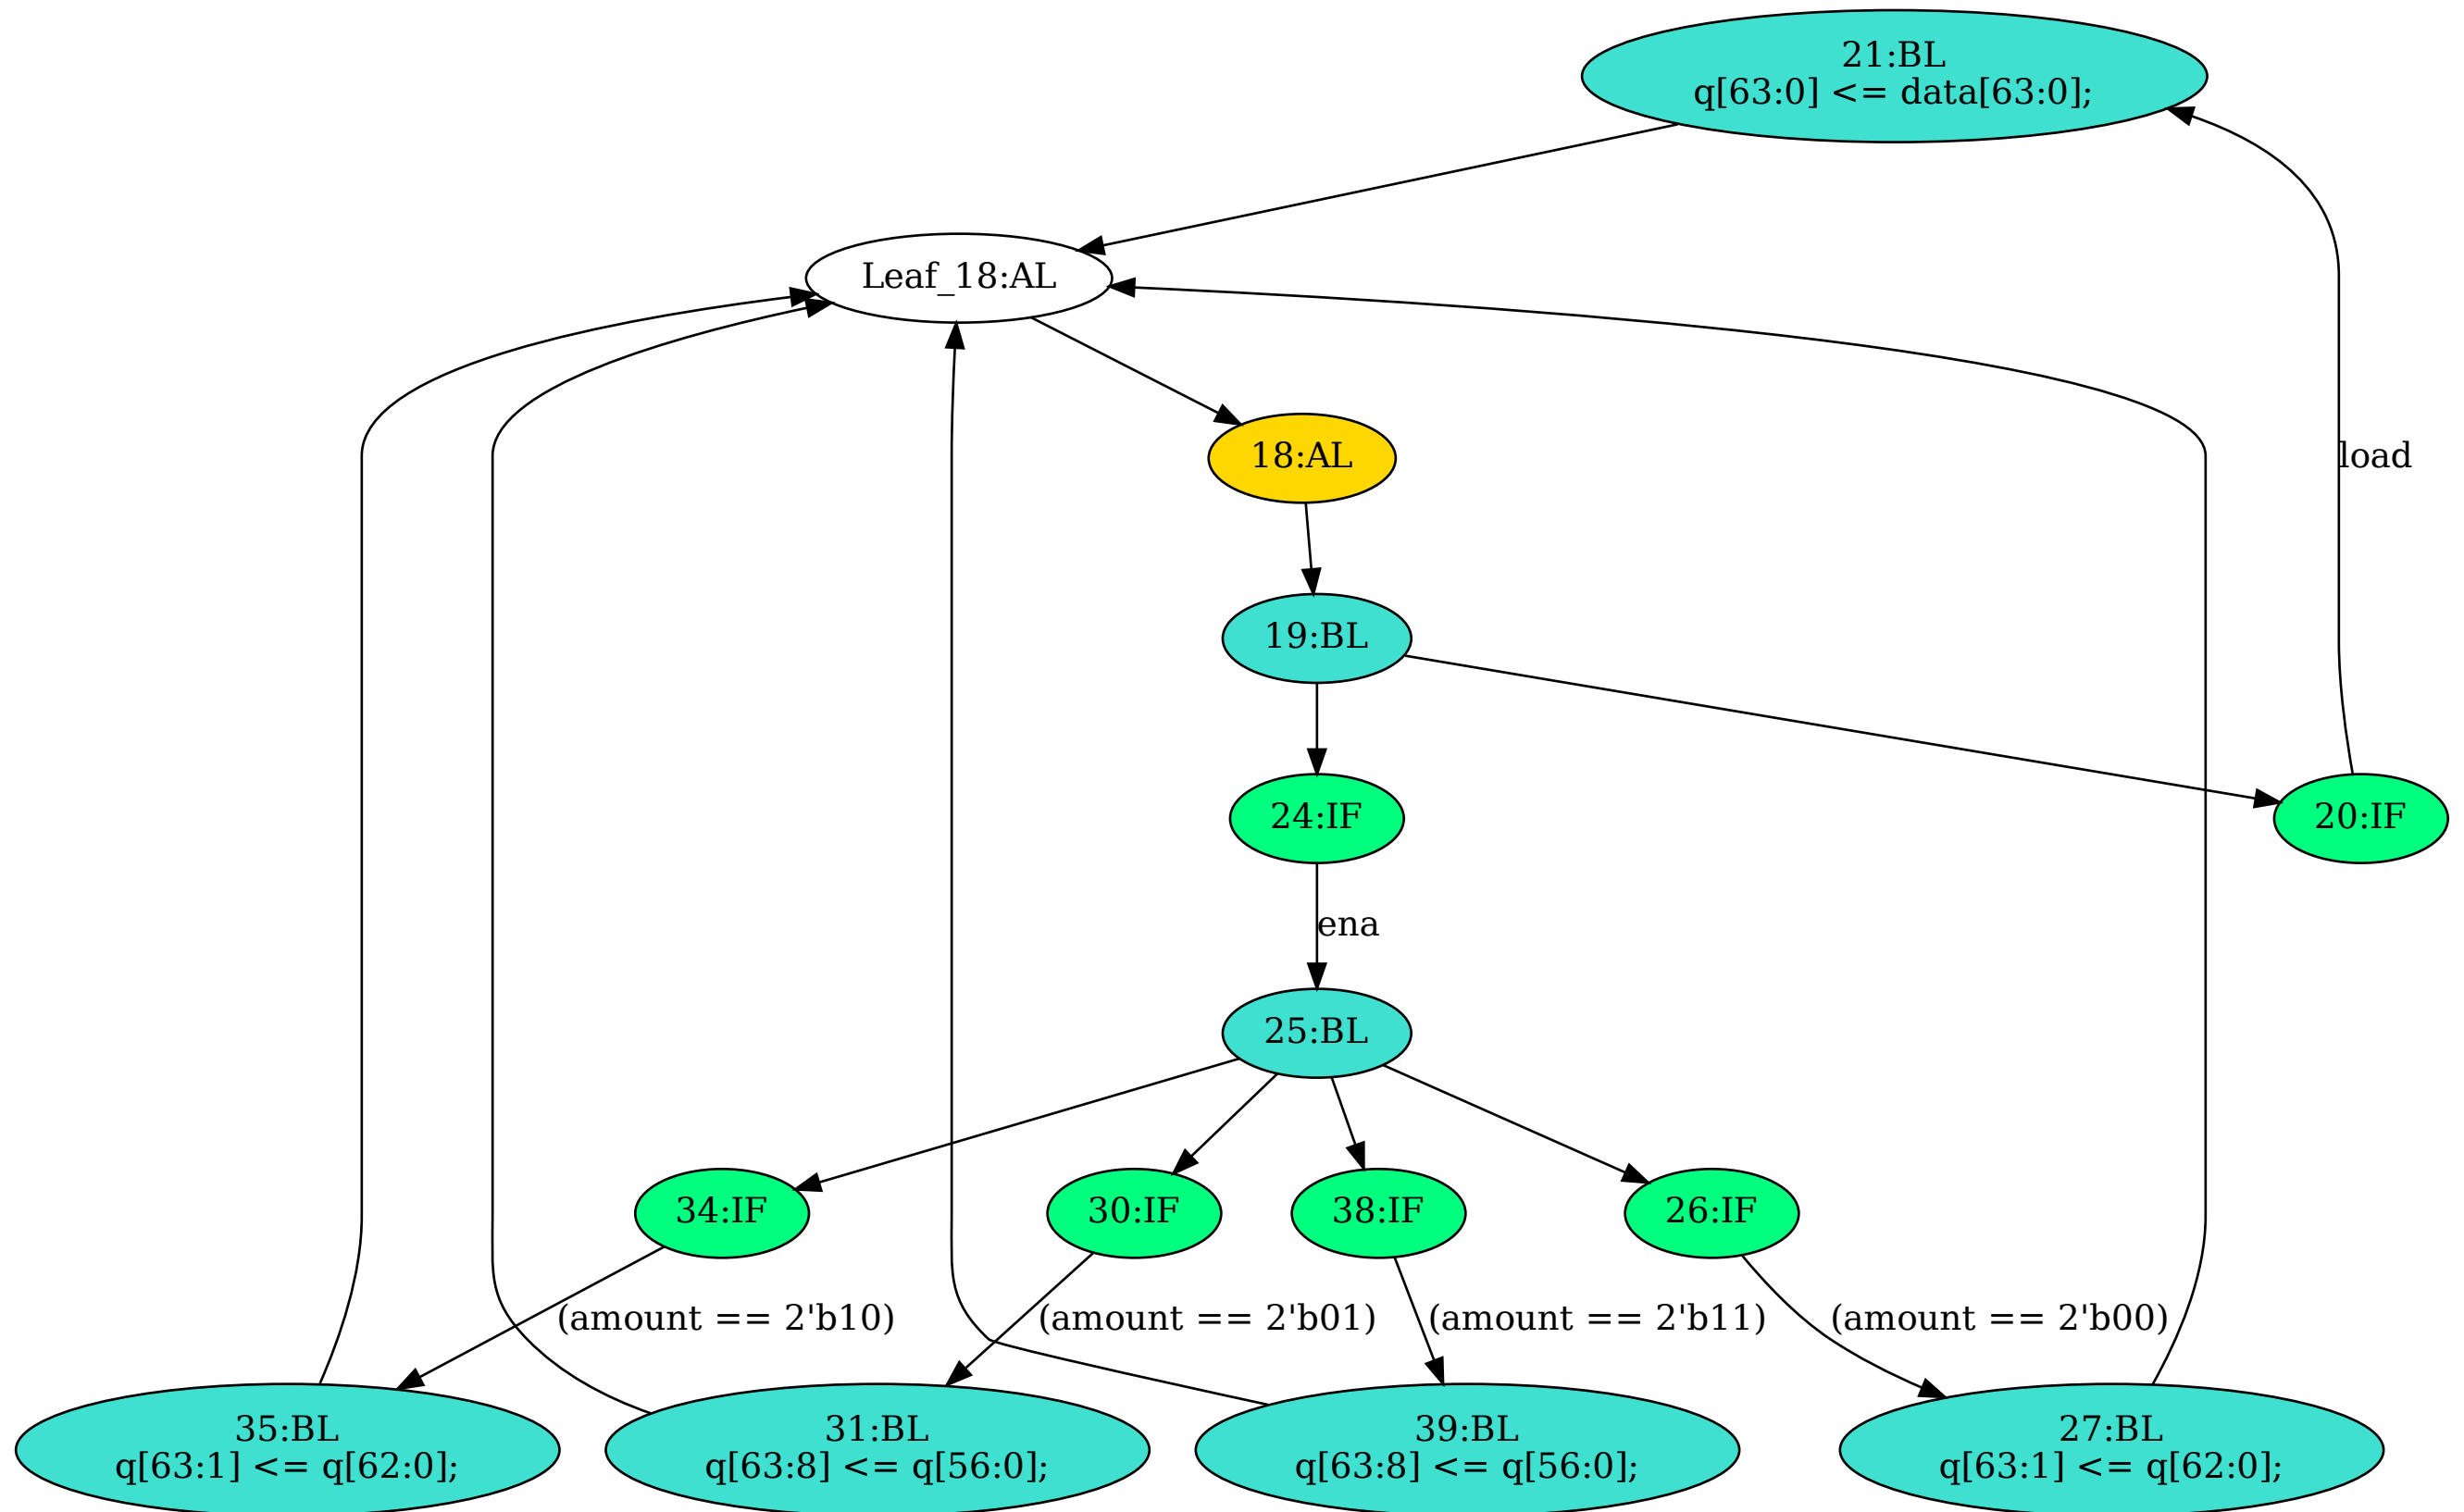 21:BL
q[63:0] <= data[63:0];
Leaf_18:AL
18:AL
load
19:BL
24:IF
20:IF
ena
25:BL
34:IF
30:IF
38:IF
26:IF
(amount == 2'b10)
(amount == 2'b01)
(amount == 2'b11)
(amount == 2'b00)
35:BL
q[63:1] <= q[62:0];
31:BL
q[63:8] <= q[56:0];
39:BL
q[63:8] <= q[56:0];
27:BL
q[63:1] <= q[62:0];